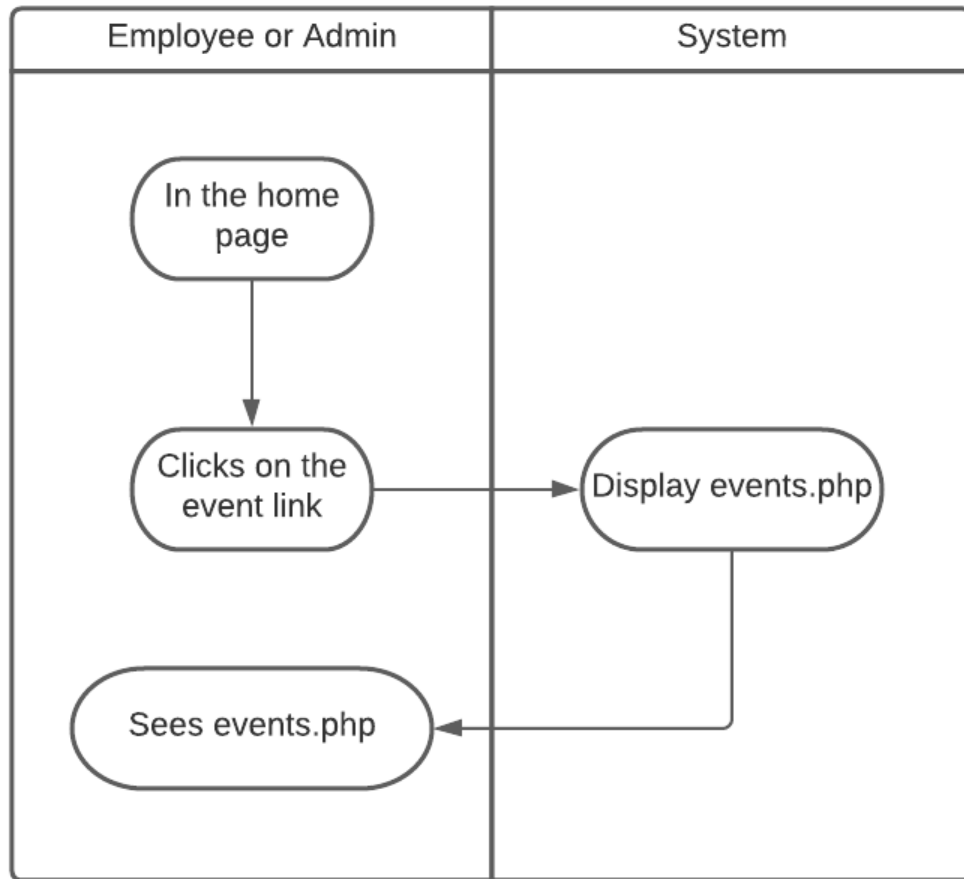 Employee or Admin
System
In the home
page
Clicks on the
event link
Display events.php
Sees events.php